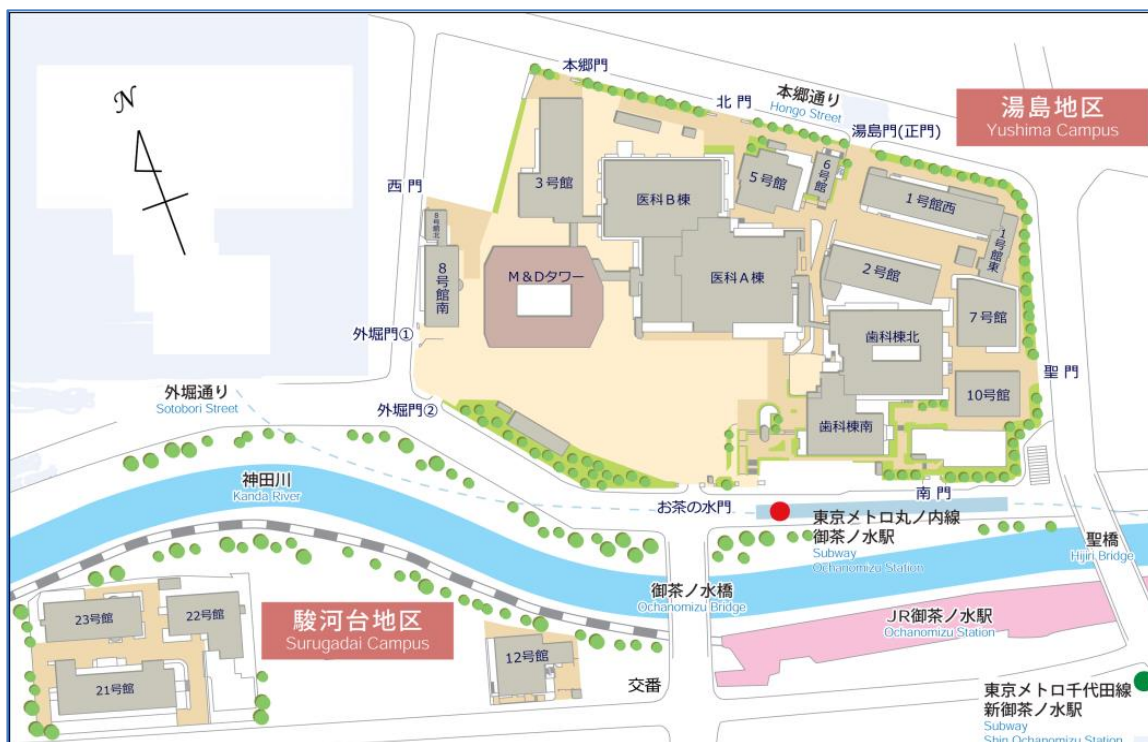 N
本郷門
北門
本郷通り
Hongo Street
湯島門(正門)
湯島地区
Yushima Campus
西門
3号館
医科B棟
5号館
6号館
1号館西
1号館東
8号館北
8号館南
M&Dタワー
医科A棟
2号館
7号館
外堀門①
歯科棟北
聖門
外堀通り
Sotobori Street
外堀門②
10号館
歯科棟南
神田川
Kanda River
お茶の水門
南門
東京メトロ丸ノ内線
御茶ノ水駅
Subway
Ochanomizu Station
聖橋
Hijiri Bridge
御茶ノ水橋
Ochanomizu Bridge
JR御茶ノ水駅
Ochanomizu Station
23号館
22号館
駿河台地区
Surugadai Campus
12号館
21号館
交番
東京メトロ千代田線
新御茶ノ水駅
Subway
Shin Ochanomizu Station